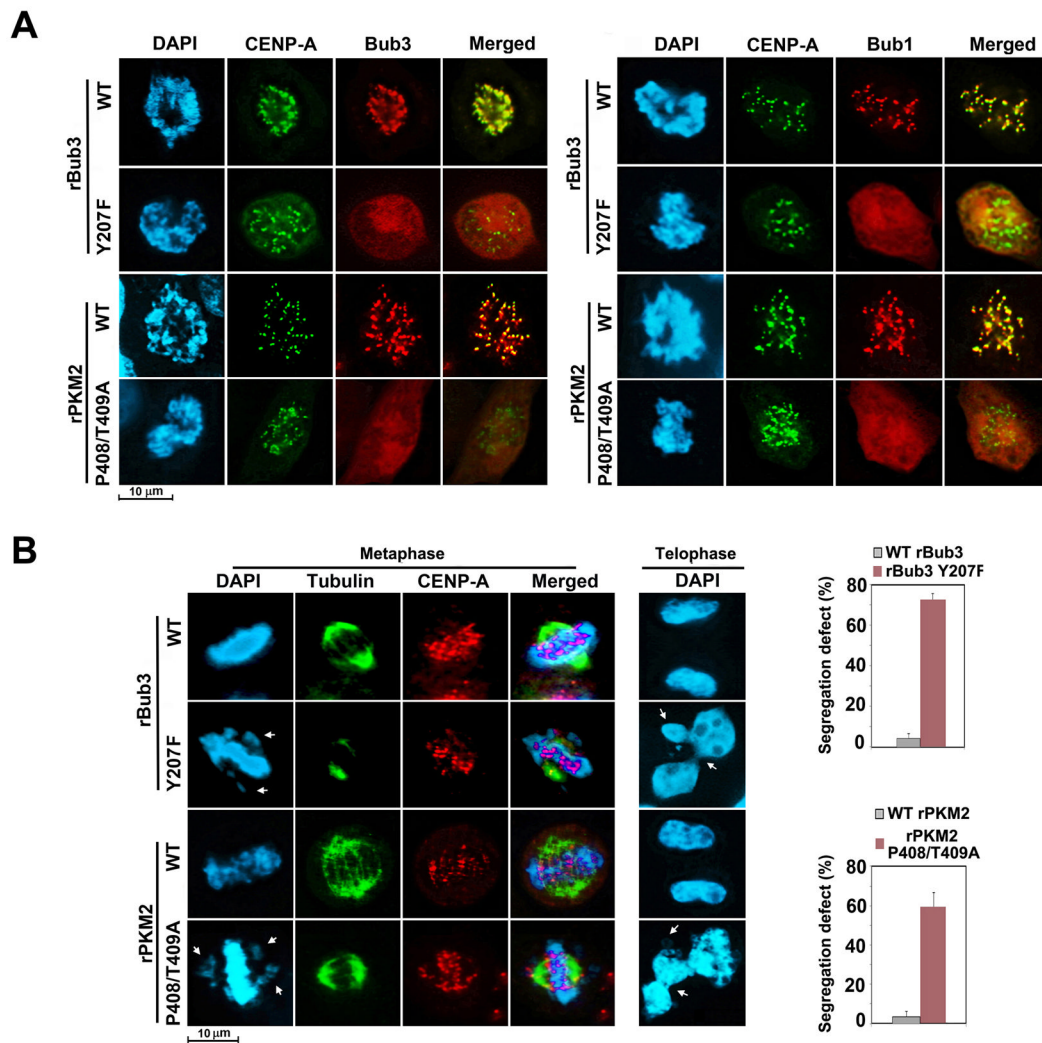 A
DAPI CENP-A Bub3 Merged
DAPI CENP-A Bub1 Merged
rBub3
WT
Y207F
rPKM2
WT
P408/T409A
10 μm
rBub3
WT
Y207F
rPKM2
WT
P408/T409A
B
Metaphase
Telophase
DAPI Tubulin CENP-A Merged
DAPI
rBub3
WT
Y207F
rPKM2
WT
P408/T409A
10 μm
WT rBub3
rBub3 Y207F
Segregation defect (%)
80
60
40
20
0
WT rPKM2
rPKM2
P408/T409A
Segregation defect (%)
80
60
40
20
0